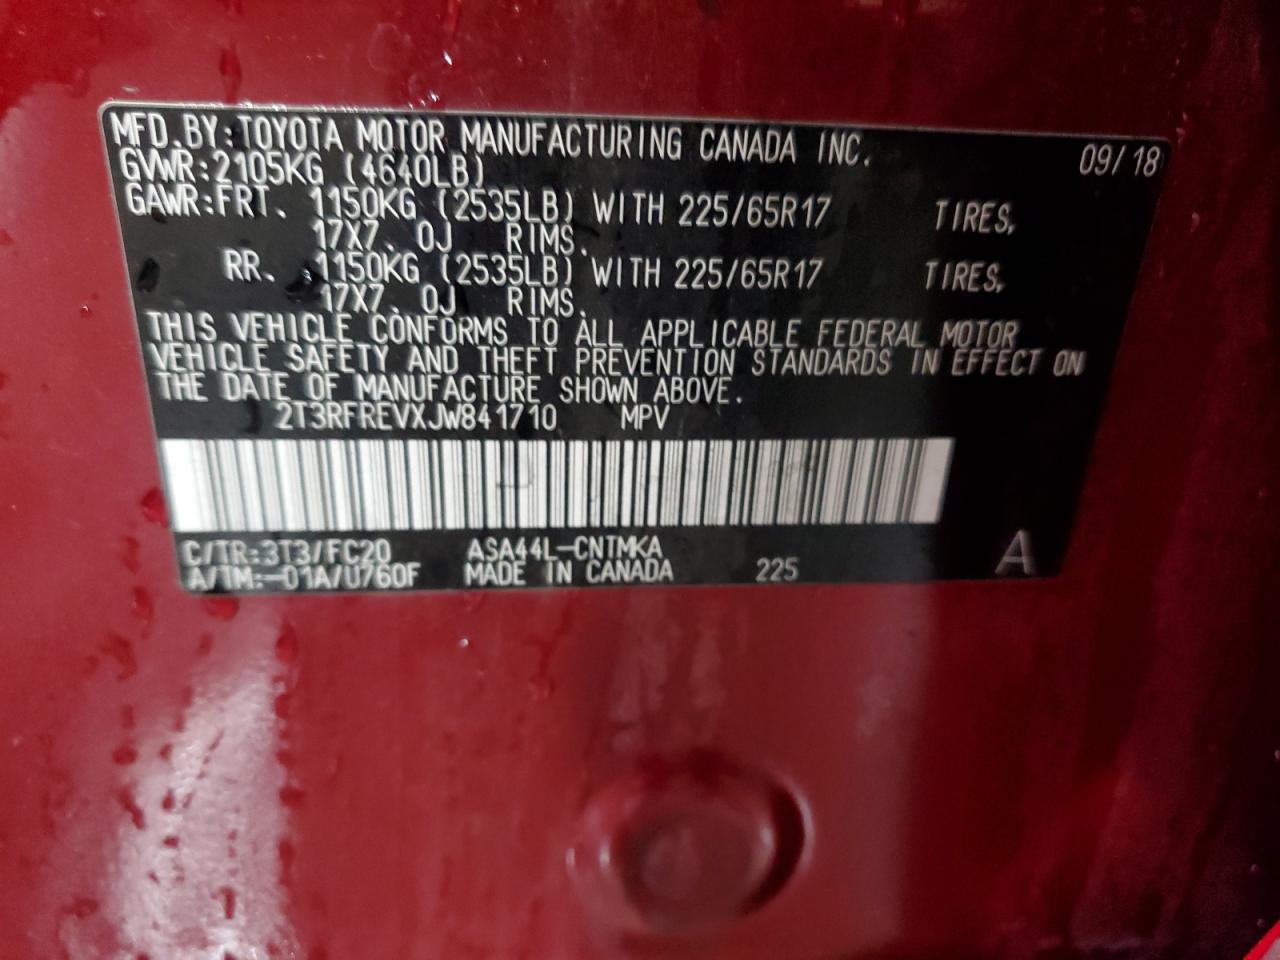 MFD.BY:TOYOTA MOTOR MANUFACTURING CANADA INC. 09/18
GVWR:2105KG (4640LB)
GAWR:FRT. 1150KG (2535LB) WITH 225/65R17 TIRES,
17X7.0J RIMS.
RR. 1150KG (2535LB) WITH 225/65R17 TIRES,
17X7.0J RIMS.
THIS VEHICLE CONFORMS TO ALL APPLICABLE FEDERAL MOTOR
VEHICLE SAFETY AND THEFT PREVENTION STANDARDS IN EFFECT ON
THE DATE OF MANUFACTURE SHOWN ABOVE.
2T3RFREVXJW841710 MPV
C/TR:3T3/FC20 ASA44L-CNTMKA A
A/TM:-01A/U760F MADE IN CANADA 225